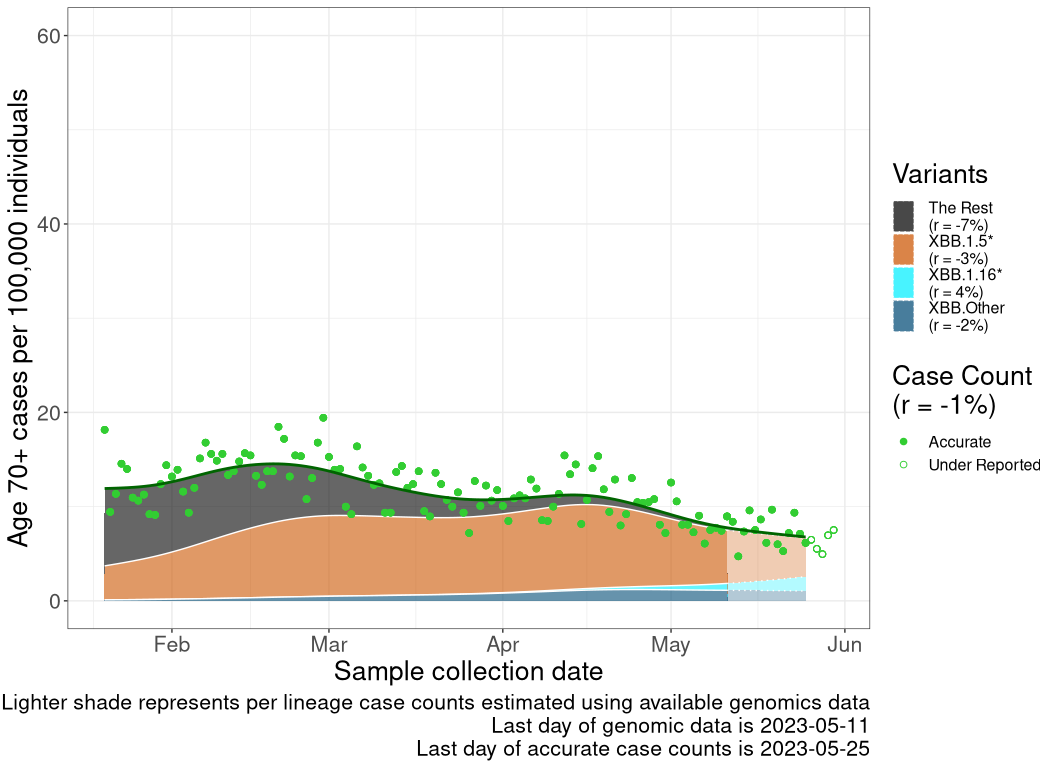 Age 70+ cases per 100,000 individuals
60
40
20
0
Feb
Mar
Apr
May
Jun
Sample collection date
Lighter shade represents per lineage case counts estimated using available genomics data
Last day of genomic data is 2023-05-11
Last day of accurate case counts is 2023-05-25
Variants
The Rest
(r = -7%)
XBB.1.5*
(r = -3%)
XBB.1.16*
(r = 4%)
XBB.Other
(r = -2%)
Case Count
(r = -1%)
Accurate
Under Reported